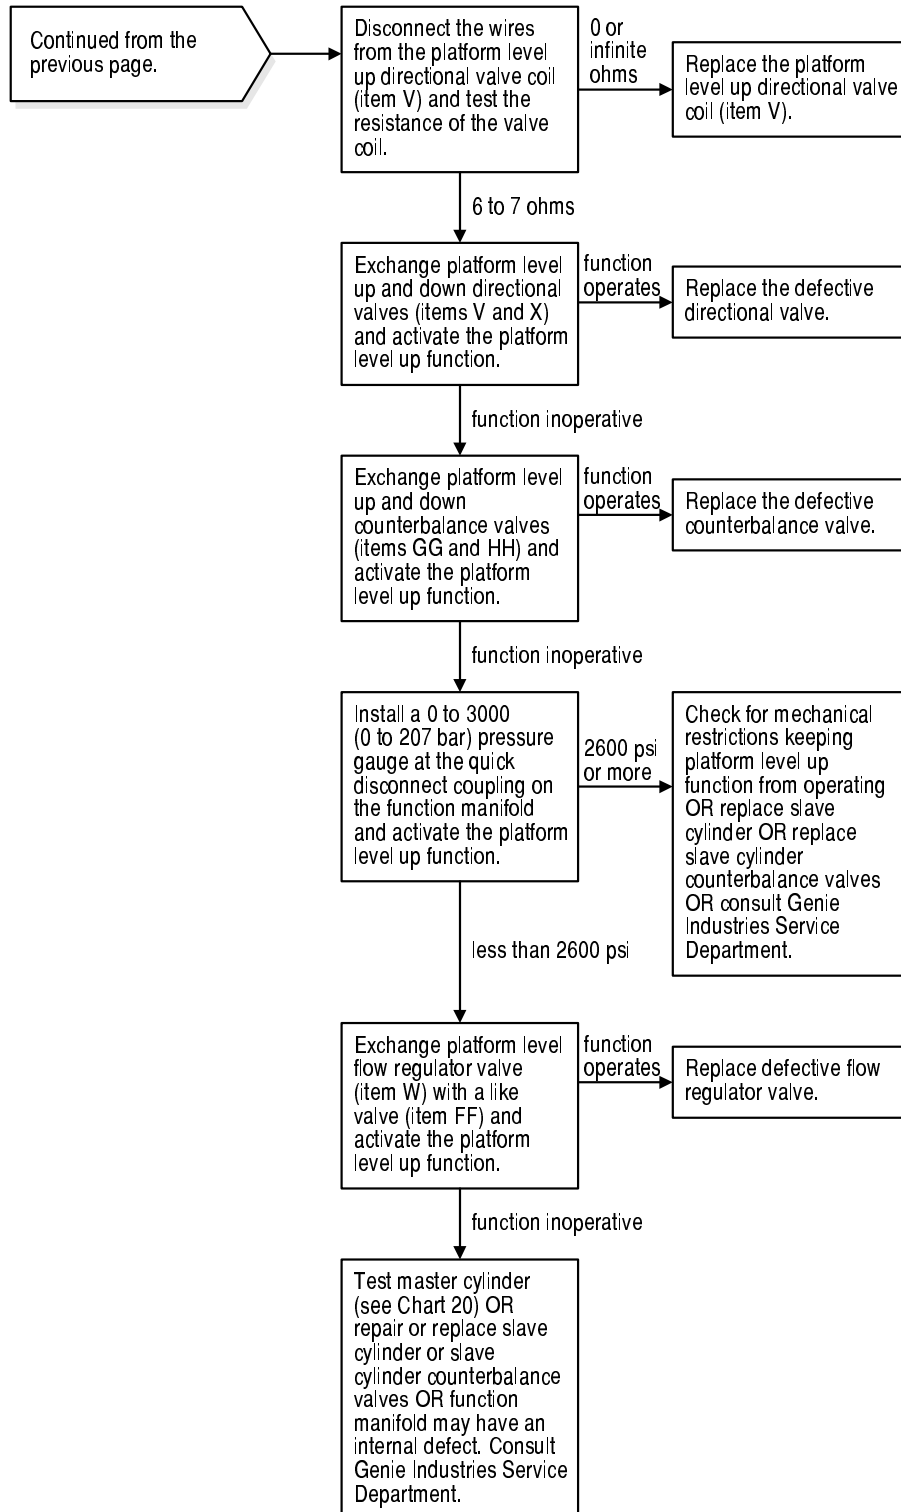 Continued from the
previous page.
Disconnect the wires
from the platform level
up directional valve coil
(item V) and test the
resistance of the valve
coil.
0 or
infinite
ohms
Replace the platform
level up directional valve
coil (item V).
6 to 7 ohms
Exchange platform level
up and down directional
valves (items V and X)
and activate the platform
level up function.
function
operates
Replace the defective
directional valve.
function inoperative
Exchange platform level
up and down
counterbalance valves
(items GG and HH) and
activate the platform
level up function.
function
operates
Replace the defective
counterbalance valve.
function inoperative
Install a 0 to 3000
(0 to 207 bar) pressure
gauge at the quick
disconnect coupling on
the function manifold
and activate the platform
level up function.
2600 psi
or more
Check for mechanical
restrictions keeping
platform level up
function from operating
OR replace slave
cylinder OR replace
slave cylinder
counterbalance valves
OR consult Genie
Industries Service
Department.
less than 2600 psi
Exchange platform level
flow regulator valve
(item W) with a like
valve (item FF) and
activate the platform
level up function.
function
operates
Replace defective flow
regulator valve.
function inoperative
Test master cylinder
(see Chart 20) OR
repair or replace slave
cylinder or slave
cylinder counterbalance
valves OR function
manifold may have an
internal defect. Consult
Genie Industries Service
Department.